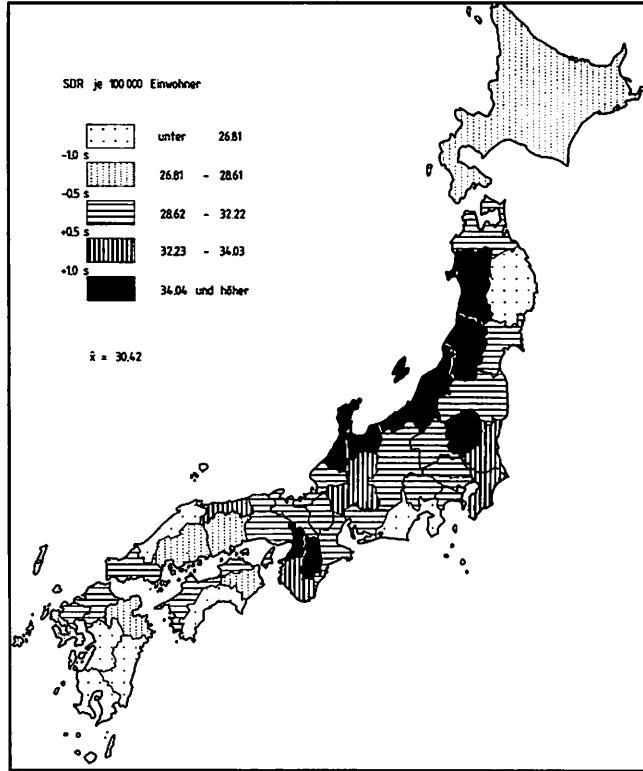 SDR je 100 000 Einwohner
unter 26.81
-1.0 s
26.81 - 28.61
-0.5 s
28.62 - 32.22
+0.5 s
32.23 - 34.03
+1.0 s
34.04 und höher
x̄ = 30.42